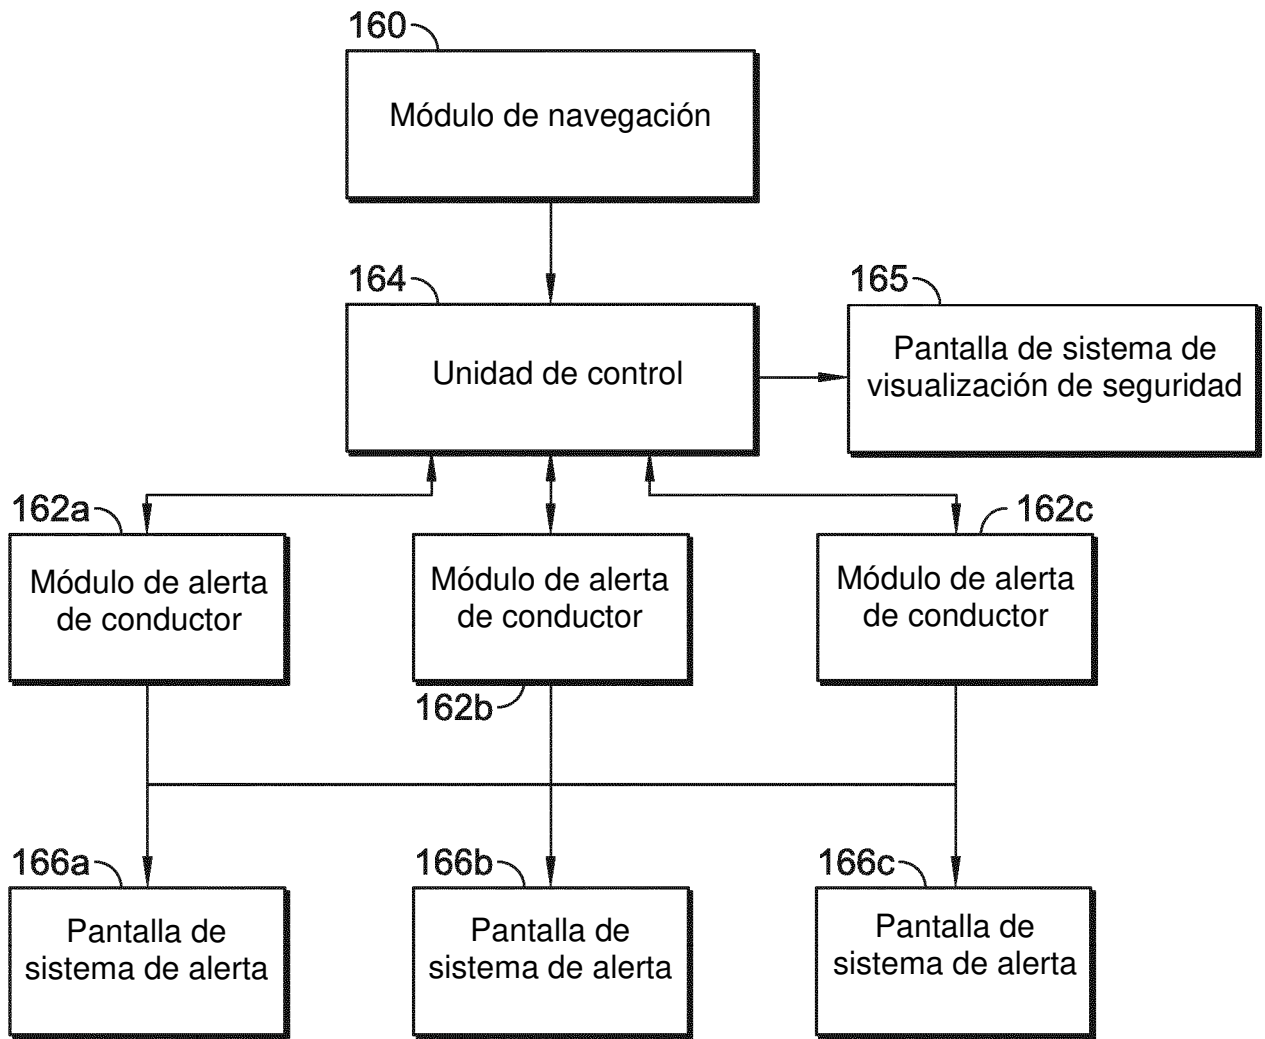 160
Módulo de navegación
164
Unidad de control
165
Pantalla de sistema de
visualización de seguridad
162a
Módulo de alerta
de conductor
162b
Módulo de alerta
de conductor
162c
Módulo de alerta
de conductor
166a
Pantalla de
sistema de alerta
166b
Pantalla de
sistema de alerta
166c
Pantalla de
sistema de alerta